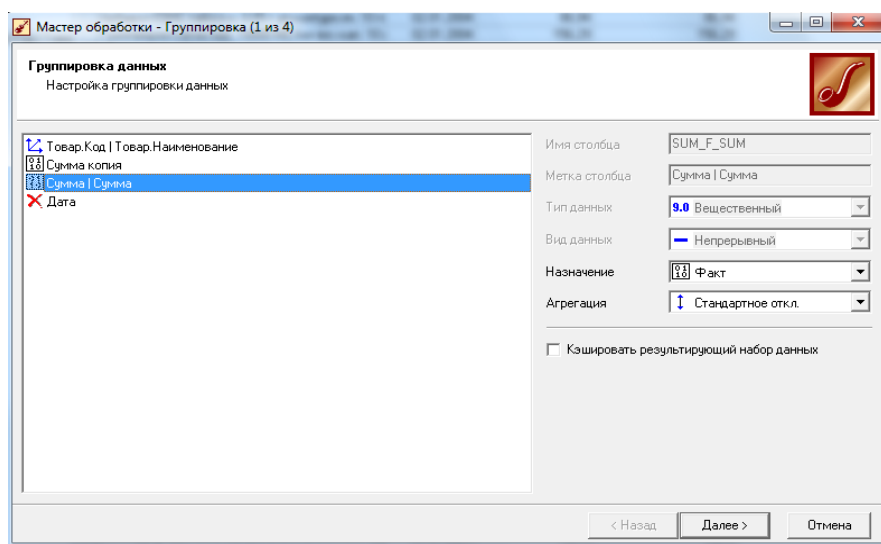 Мастер обработки - Группировка (1 из 4)
Группировка данных
Настройка группировки данных
Товар.Код | Товар.Наименование
Сумма копия
Сумма | Сумма
Дата
Имя столбца SUM_F_SUM
Метка столбца Сумма | Сумма
Тип данных 9.0 Вещественный
Вид данных Непрерывный
Назначение Факт
Агрегация Стандартное откл.
Кэшировать результирующий набор данных
< Назад Далее > Отмена